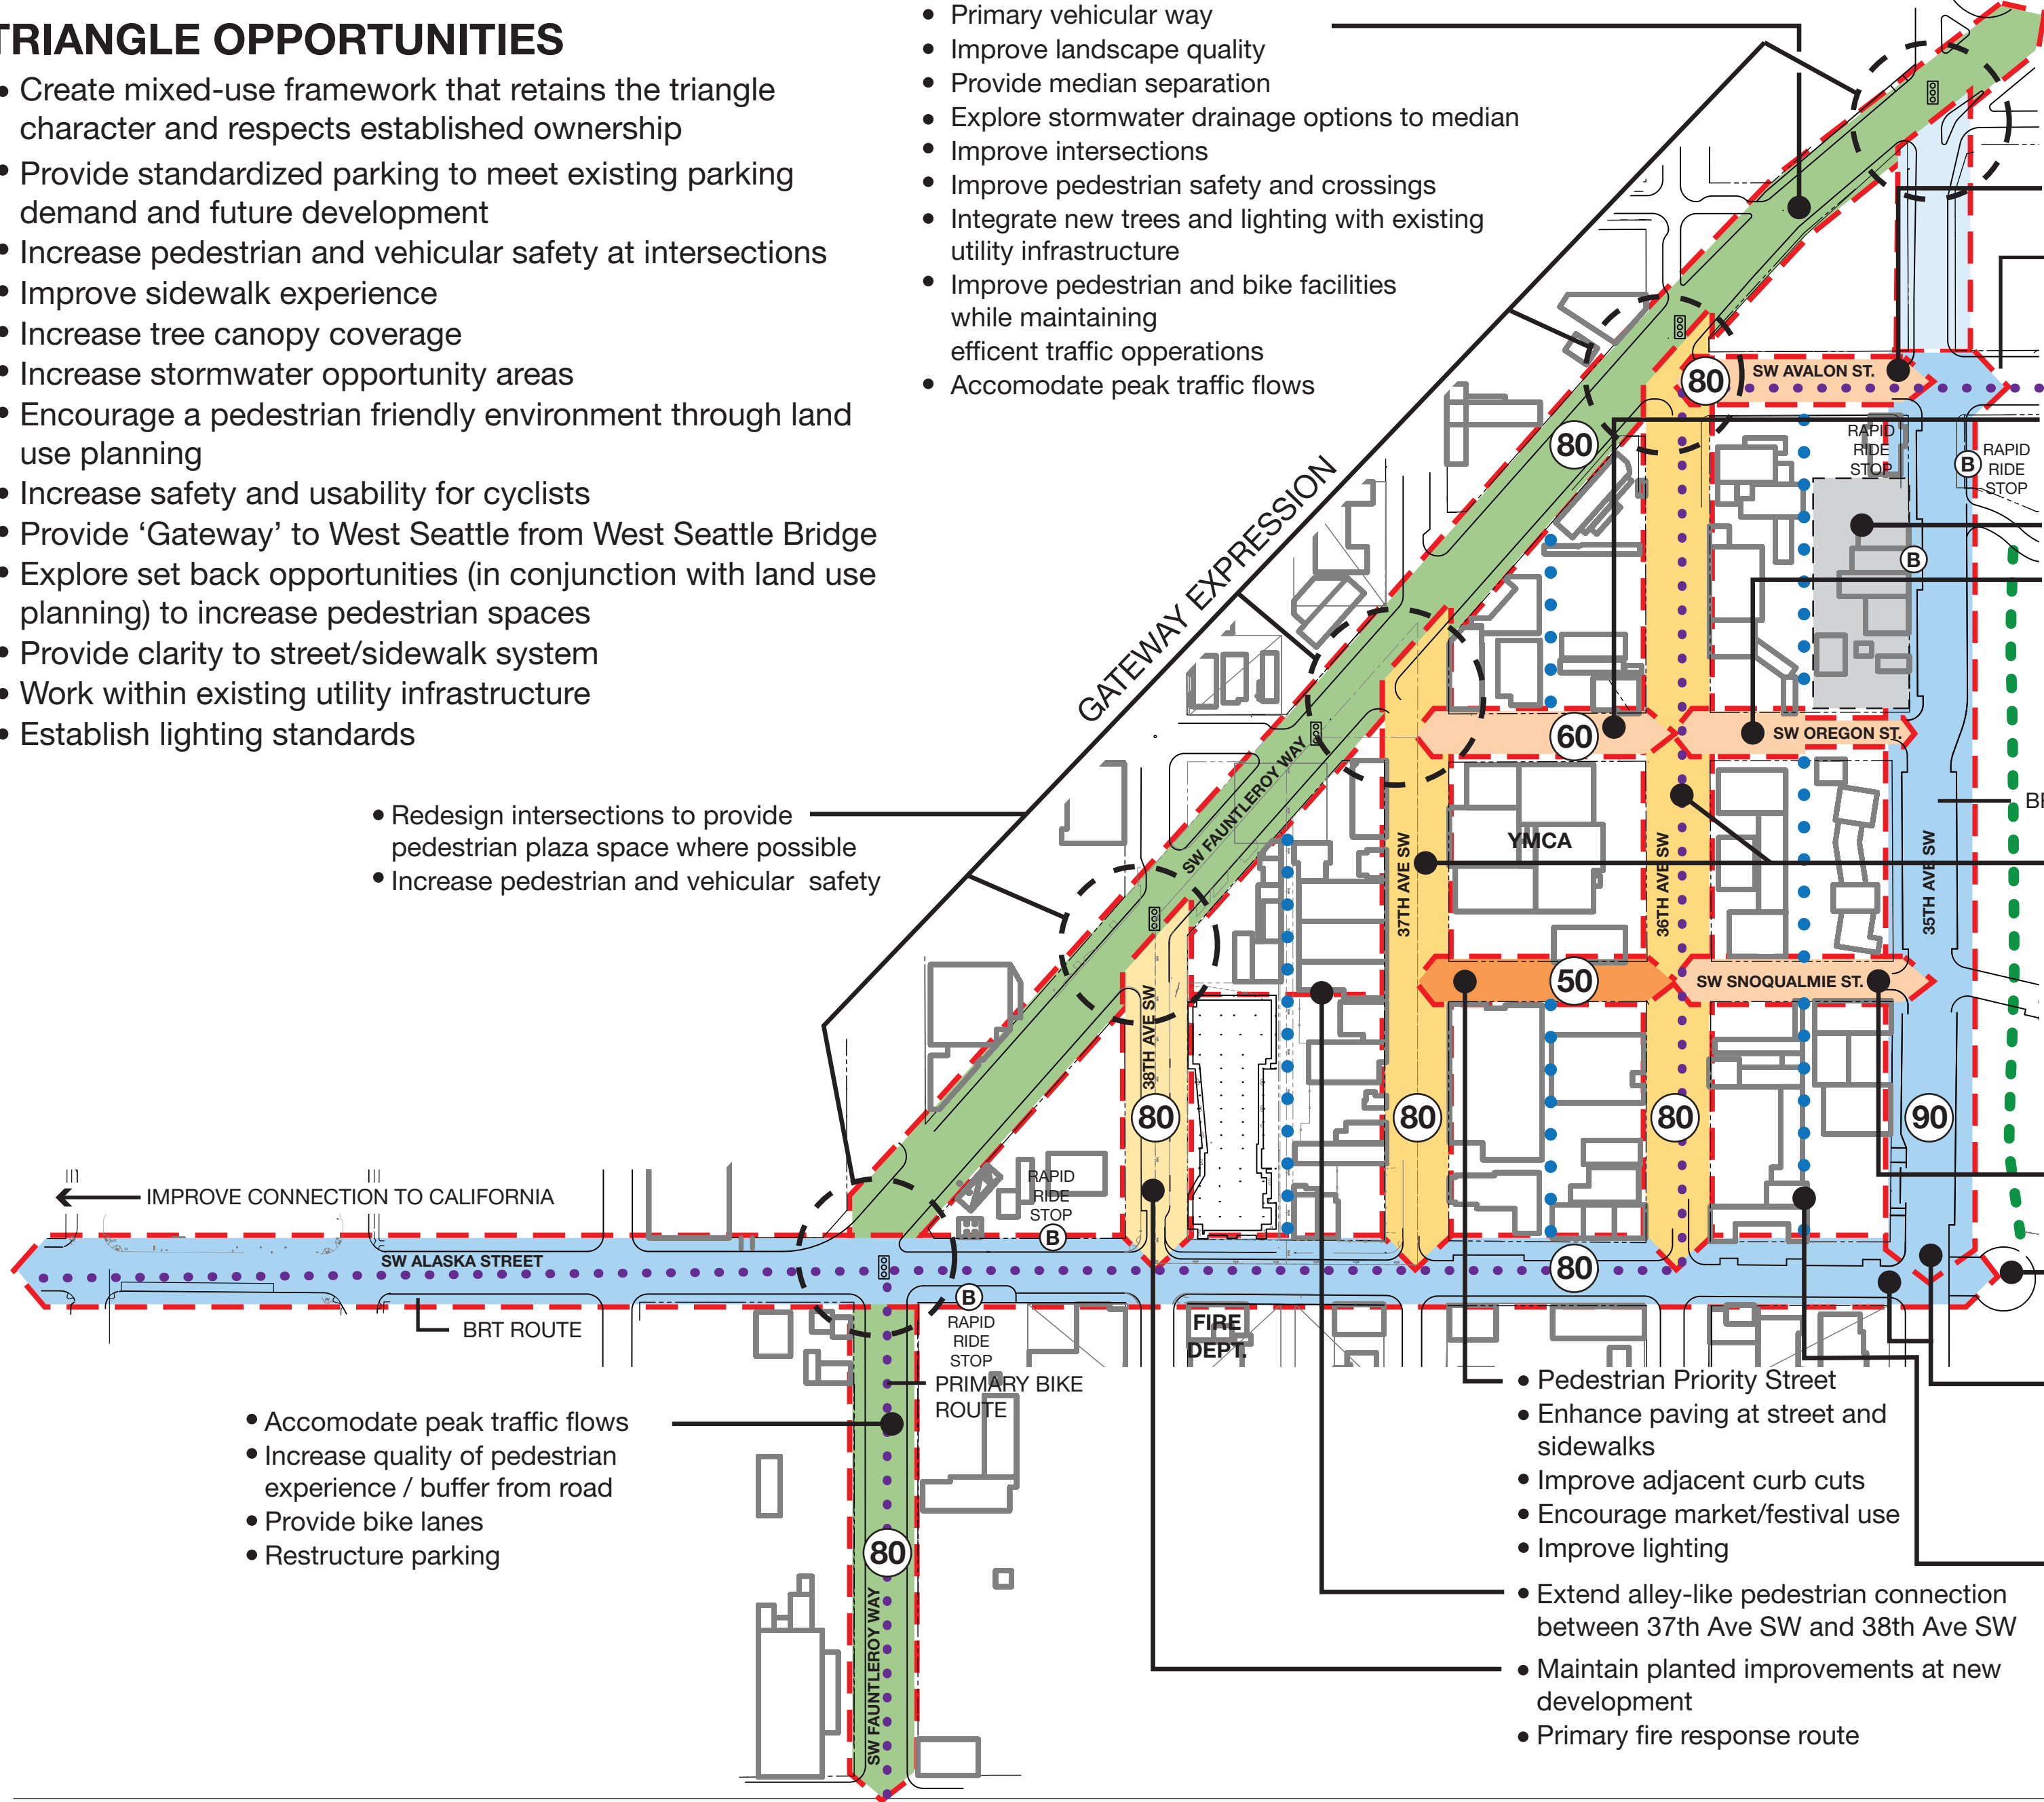 TRIANGLE OPPORTUNITIES
• Create mixed-use framework that retains the triangle
character and respects established ownership
• Provide standardized parking to meet existing parking
demand and future development
• Increase pedestrian and vehicular safety at intersections
• Improve sidewalk experience
• Increase tree canopy coverage
• Increase stormwater opportunity areas
• Encourage a pedestrian friendly environment through land
use planning
• Increase safety and usability for cyclists
• Provide ‘Gateway’ to West Seattle from West Seattle Bridge
• Explore set back opportunities (in conjunction with land use
planning) to increase pedestrian spaces
• Provide clarity to street/sidewalk system
• Work within existing utility infrastructure
• Establish lighting standards
• Primary vehicular way
• Improve landscape quality
• Provide median separation
• Explore stormwater drainage options to median
• Improve intersections
• Improve pedestrian safety and crossings
• Integrate new trees and lighting with existing
utility infrastructure
• Improve pedestrian and bike facilities
while maintaining
efficent traffic opperations
• Accomodate peak traffic flows
GATEWAY EXPRESSION
80
SW AVALON ST.
80
RAPID
RIDE
STOP
B
RAPID
RIDE
STOP
B
60
SW OREGON ST.
SW FAUNTLEROY WAY
• Redesign intersections to provide
pedestrian plaza space where possible
• Increase pedestrian and vehicular safety
37TH AVE SW
YMCA
36TH AVE SW
35TH AVE SW
50
SW SNOQUALMIE ST.
38TH AVE SW
80
80
80
90
IMPROVE CONNECTION TO CALIFORNIA
RAPID
RIDE
STOP
B
SW ALASKA STREET
80
BRT ROUTE
B
RAPID
RIDE
STOP
FIRE
DEPT.
PRIMARY BIKE
ROUTE
• Accomodate peak traffic flows
• Increase quality of pedestrian
experience / buffer from road
• Provide bike lanes
• Restructure parking
80
SW FAUNTLEROY WAY
• Pedestrian Priority Street
• Enhance paving at street and
sidewalks
• Improve adjacent curb cuts
• Encourage market/festival use
• Improve lighting
• Extend alley-like pedestrian connection
between 37th Ave SW and 38th Ave SW
• Maintain planted improvements at new
development
• Primary fire response route